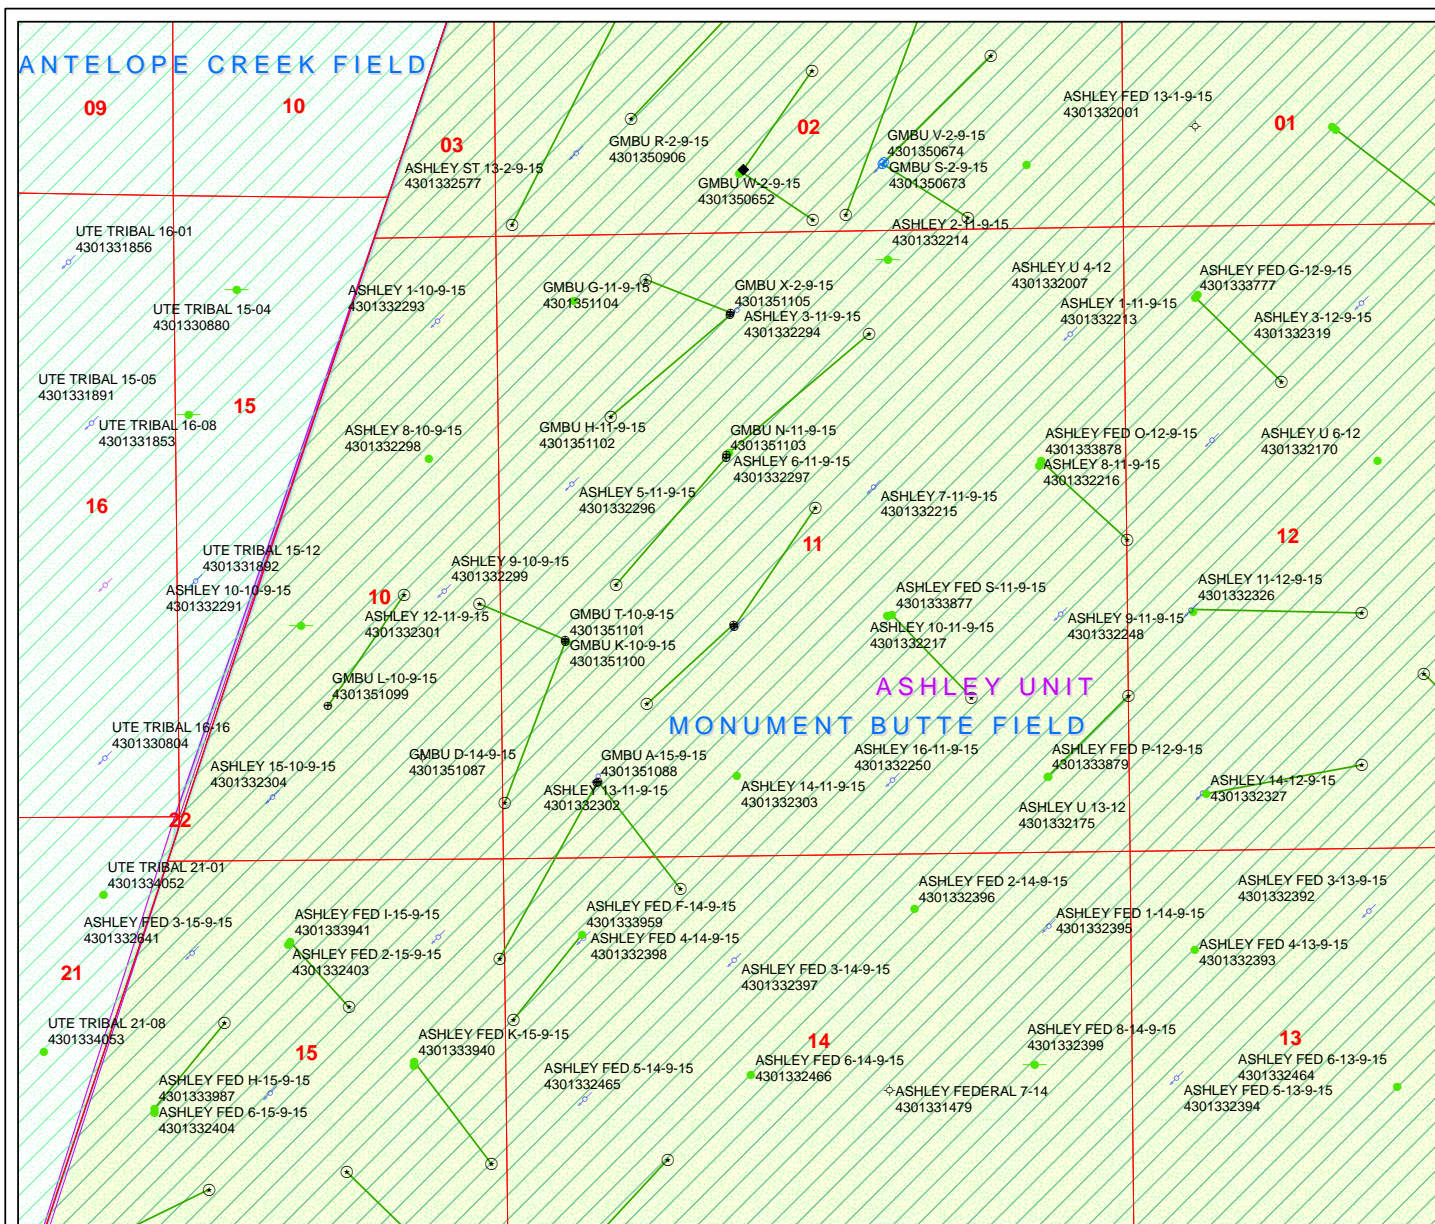 ANTELOPE CREEK FIELD
09
10
03
02
01
ASHLEY FED 13-1-9-15
4301332001
ASHLEY ST 13-2-9-15
4301332577
GMBU R-2-9-15
4301350906
GMBU W-2-9-15
4301350652
GMBU V-2-9-15
4301350674
GMBU S-2-9-15
4301350673
ASHLEY 2-11-9-15
4301332214
UTE TRIBAL 16-01
4301331856
UTE TRIBAL 15-04
4301330880
ASHLEY 1-10-9-15
4301332293
GMBU G-11-9-15
4301351104
GMBU X-2-9-15
4301351105
ASHLEY 3-11-9-15
4301332294
ASHLEY U 4-12
4301332007
ASHLEY 1-11-9-15
4301332213
ASHLEY FED G-12-9-15
4301333777
ASHLEY 3-12-9-15
4301332319
UTE TRIBAL 15-05
4301331891
UTE TRIBAL 16-08
4301331853
15
ASHLEY 8-10-9-15
4301332298
GMBU H-11-9-15
4301351102
GMBU N-11-9-15
4301351103
ASHLEY 6-11-9-15
4301332297
ASHLEY FED O-12-9-15
4301333878
ASHLEY 8-11-9-15
4301332216
ASHLEY U 6-12
4301332170
16
ASHLEY 5-11-9-15
4301332296
ASHLEY 7-11-9-15
4301332215
11
12
UTE TRIBAL 15-12
4301331892
ASHLEY 10-10-9-15
4301332291
10
ASHLEY 9-10-9-15
4301332299
ASHLEY 12-11-9-15
4301332301
GMBU T-10-9-15
4301351101
GMBU K-10-9-15
4301351100
ASHLEY FED S-11-9-15
4301333877
ASHLEY 10-11-9-15
4301332217
ASHLEY 9-11-9-15
4301332248
ASHLEY 11-12-9-15
4301332326
GMBU L-10-9-15
4301351099
ASHLEY UNIT
MONUMENT BUTTE FIELD
UTE TRIBAL 16-16
4301330804
ASHLEY 15-10-9-15
4301332304
GMBU D-14-9-15
4301351087
GMBU A-15-9-15
4301351088
ASHLEY 13-11-9-15
4301332302
ASHLEY 14-11-9-15
4301332303
ASHLEY 16-11-9-15
4301332250
ASHLEY FED P-12-9-15
4301333879
ASHLEY U 13-12
4301332175
ASHLEY 14-12-9-15
4301332327
22
UTE TRIBAL 21-01
4301334052
ASHLEY FED 3-15-9-15
4301332641
ASHLEY FED I-15-9-15
4301333941
ASHLEY FED 2-15-9-15
4301332403
ASHLEY FED F-14-9-15
4301333959
ASHLEY FED 4-14-9-15
4301332398
ASHLEY FED 3-14-9-15
4301332397
ASHLEY FED 2-14-9-15
4301332396
ASHLEY FED 1-14-9-15
4301332395
ASHLEY FED 3-13-9-15
4301332392
ASHLEY FED 4-13-9-15
4301332393
21
UTE TRIBAL 21-08
4301334053
15
14
13
ASHLEY FED K-15-9-15
4301333940
ASHLEY FED H-15-9-15
4301333987
ASHLEY FED 6-15-9-15
4301332404
ASHLEY FED 5-14-9-15
4301332465
ASHLEY FED 6-14-9-15
4301332466
ASHLEY FEDERAL 7-14
4301331479
ASHLEY FED 8-14-9-15
4301332399
ASHLEY FED 6-13-9-15
4301332464
ASHLEY FED 5-13-9-15
4301332394